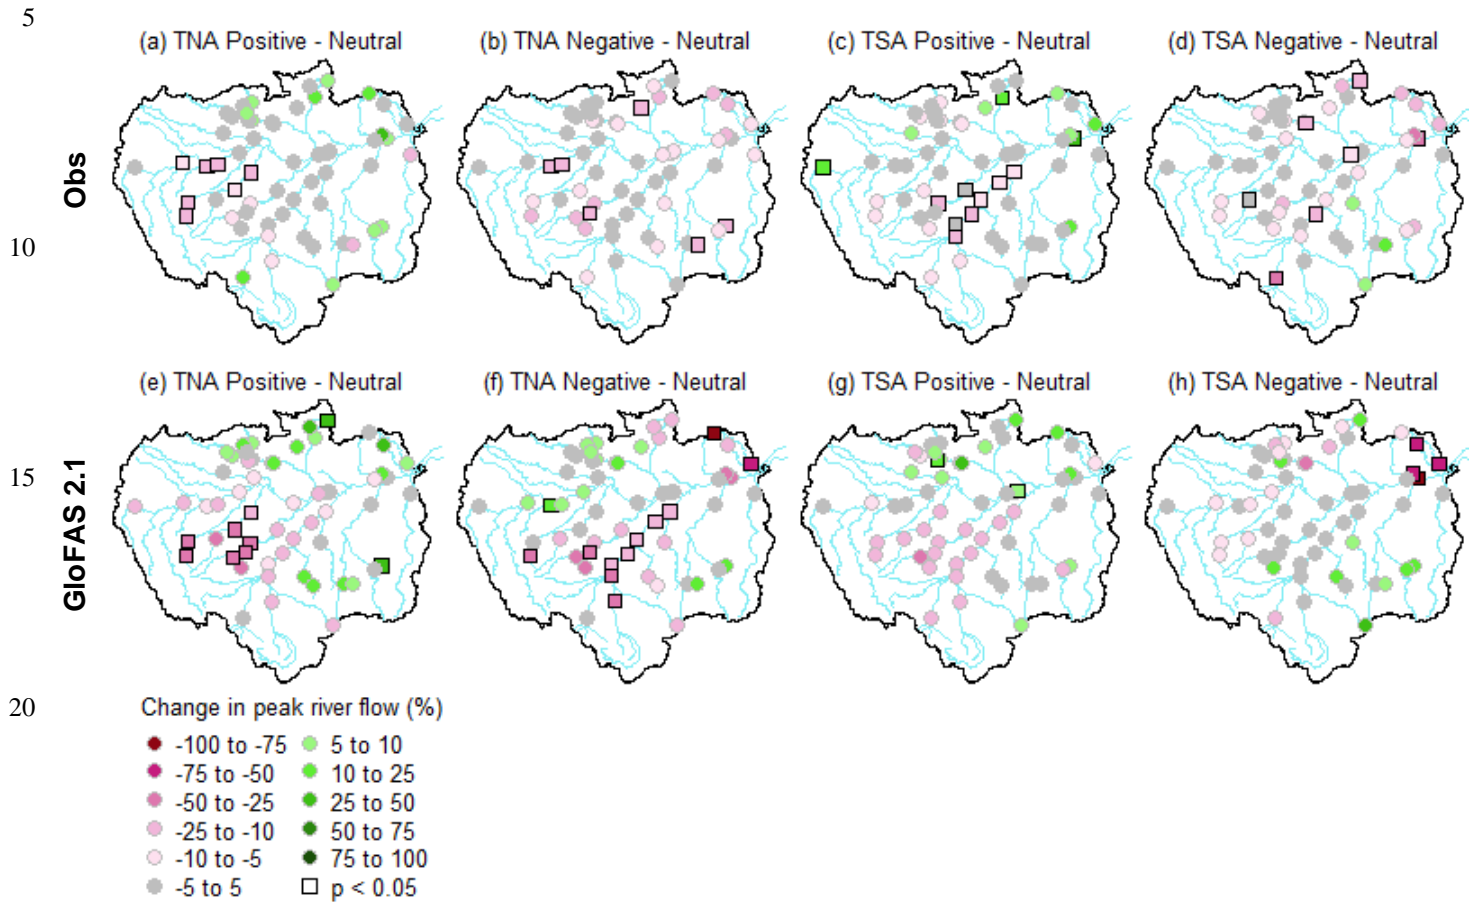 5
(a) TNA Positive - Neutral
(b) TNA Negative - Neutral
(c) TSA Positive - Neutral
(d) TSA Negative - Neutral
Obs
10
(e) TNA Positive - Neutral
(f) TNA Negative - Neutral
(g) TSA Positive - Neutral
(h) TSA Negative - Neutral
GloFAS 2.1
15
20
Change in peak river flow (%)
-100 to -75
5 to 10
-75 to -50
10 to 25
-50 to -25
25 to 50
-25 to -10
50 to 75
-10 to -5
75 to 100
-5 to 5
p < 0.05